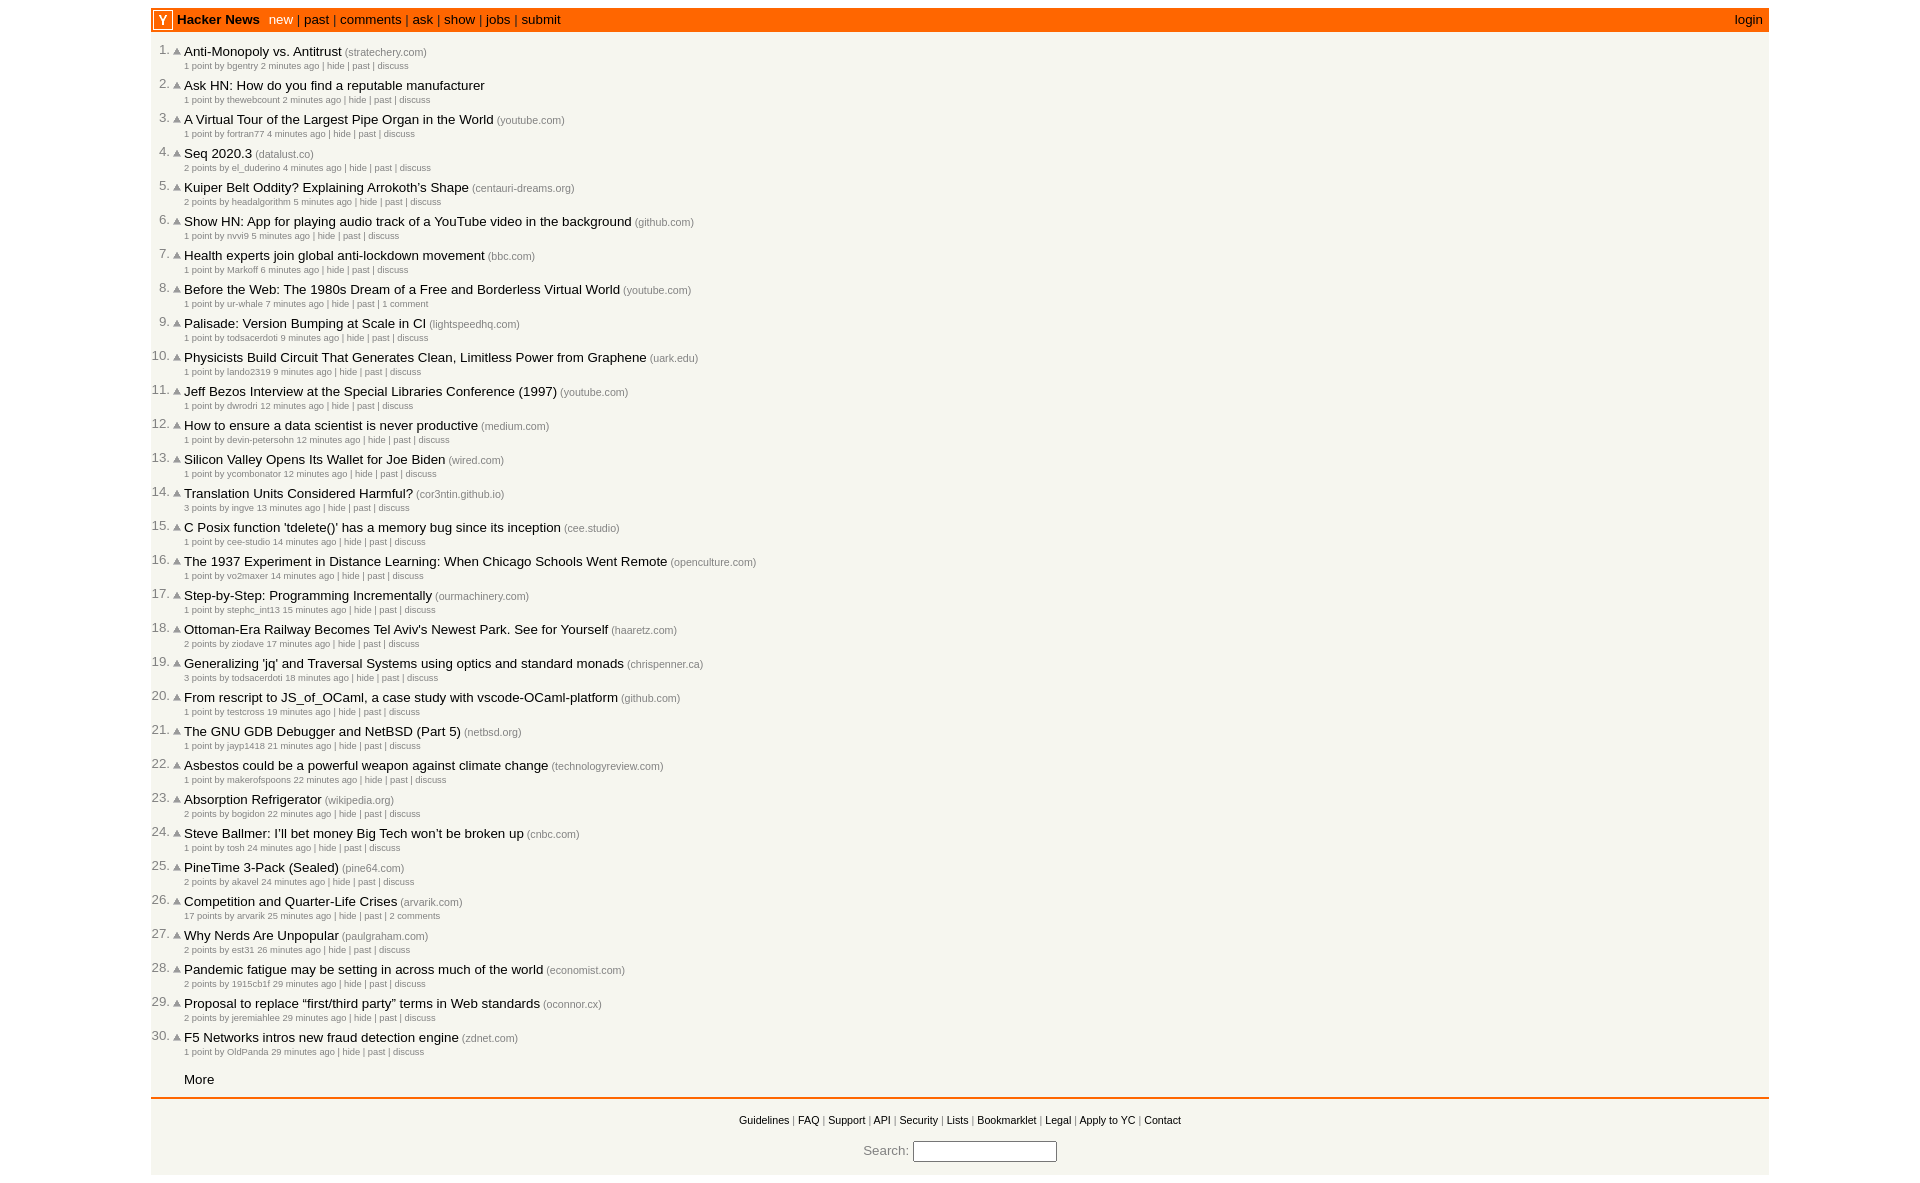 Y Hacker News new | past | comments | ask | show | jobs | submit login
1. Anti-Monopoly vs. Antitrust (stratechery.com)
1 point by bgentry 2 minutes ago | hide | past | discuss
2. Ask HN: How do you find a reputable manufacturer
1 point by thewebcount 2 minutes ago | hide | past | discuss
3. A Virtual Tour of the Largest Pipe Organ in the World (youtube.com)
1 point by fortran77 4 minutes ago | hide | past | discuss
4. Seq 2020.3 (datalust.co)
2 points by el_duderino 4 minutes ago | hide | past | discuss
5. Kuiper Belt Oddity? Explaining Arrokoth’s Shape (centauri-dreams.org)
2 points by headalgorithm 5 minutes ago | hide | past | discuss
6. Show HN: App for playing audio track of a YouTube video in the background (github.com)
1 point by nvvi9 5 minutes ago | hide | past | discuss
7. Health experts join global anti-lockdown movement (bbc.com)
1 point by Markoff 6 minutes ago | hide | past | discuss
8. Before the Web: The 1980s Dream of a Free and Borderless Virtual World (youtube.com)
1 point by ur-whale 7 minutes ago | hide | past | 1 comment
9. Palisade: Version Bumping at Scale in CI (lightspeedhq.com)
1 point by todsacerdoti 9 minutes ago | hide | past | discuss
10. Physicists Build Circuit That Generates Clean, Limitless Power from Graphene (uark.edu)
1 point by lando2319 9 minutes ago | hide | past | discuss
11. Jeff Bezos Interview at the Special Libraries Conference (1997) (youtube.com)
1 point by dwrodri 12 minutes ago | hide | past | discuss
12. How to ensure a data scientist is never productive (medium.com)
1 point by devin-petersohn 12 minutes ago | hide | past | discuss
13. Silicon Valley Opens Its Wallet for Joe Biden (wired.com)
1 point by ycombonator 12 minutes ago | hide | past | discuss
14. Translation Units Considered Harmful? (cor3ntin.github.io)
3 points by ingve 13 minutes ago | hide | past | discuss
15. C Posix function 'tdelete()' has a memory bug since its inception (cee.studio)
1 point by cee-studio 14 minutes ago | hide | past | discuss
16. The 1937 Experiment in Distance Learning: When Chicago Schools Went Remote (openculture.com)
1 point by vo2maxer 14 minutes ago | hide | past | discuss
17. Step-by-Step: Programming Incrementally (ourmachinery.com)
1 point by stephc_int13 15 minutes ago | hide | past | discuss
18. Ottoman-Era Railway Becomes Tel Aviv's Newest Park. See for Yourself (haaretz.com)
2 points by ziodave 17 minutes ago | hide | past | discuss
19. Generalizing 'jq' and Traversal Systems using optics and standard monads (chrispenner.ca)
3 points by todsacerdoti 18 minutes ago | hide | past | discuss
20. From rescript to JS_of_OCaml, a case study with vscode-OCaml-platform (github.com)
1 point by testcross 19 minutes ago | hide | past | discuss
21. The GNU GDB Debugger and NetBSD (Part 5) (netbsd.org)
1 point by jayp1418 21 minutes ago | hide | past | discuss
22. Asbestos could be a powerful weapon against climate change (technologyreview.com)
1 point by makerofspoons 22 minutes ago | hide | past | discuss
23. Absorption Refrigerator (wikipedia.org)
2 points by bogidon 22 minutes ago | hide | past | discuss
24. Steve Ballmer: I’ll bet money Big Tech won’t be broken up (cnbc.com)
1 point by tosh 24 minutes ago | hide | past | discuss
25. PineTime 3-Pack (Sealed) (pine64.com)
2 points by akavel 24 minutes ago | hide | past | discuss
26. Competition and Quarter-Life Crises (arvarik.com)
17 points by arvarik 25 minutes ago | hide | past | 2 comments
27. Why Nerds Are Unpopular (paulgraham.com)
2 points by est31 26 minutes ago | hide | past | discuss
28. Pandemic fatigue may be setting in across much of the world (economist.com)
2 points by 1915cb1f 29 minutes ago | hide | past | discuss
29. Proposal to replace “first/third party” terms in Web standards (oconnor.cx)
2 points by jeremiahlee 29 minutes ago | hide | past | discuss
30. F5 Networks intros new fraud detection engine (zdnet.com)
1 point by OldPanda 29 minutes ago | hide | past | discuss
More
Guidelines | FAQ | Support | API | Security | Lists | Bookmarklet | Legal | Apply to YC | Contact
Search: